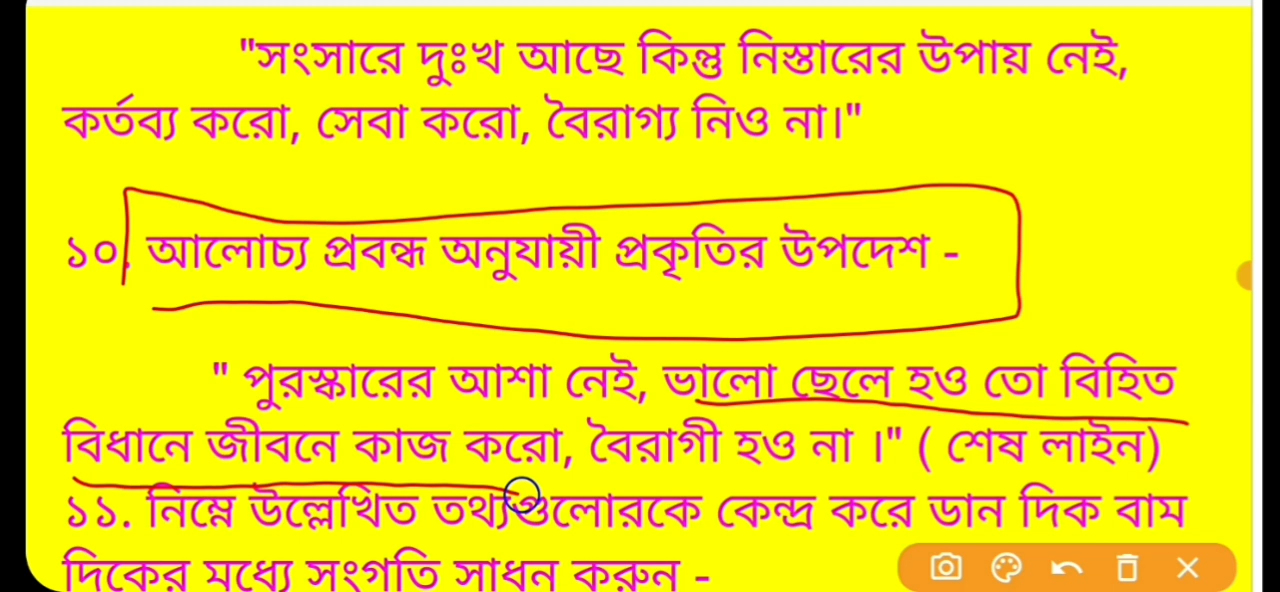 "সংসারে দুঃখ আছে কিন্তু নিস্তারের উপায় নেই,
কর্তব্য করো, সেবা করো, বৈরাগ্য নিও না।"
১০. আলোচ্য প্রবন্ধ অনুযায়ী প্রকৃতির উপদেশ -
" পুরস্কারের আশা নেই, ভালো ছেলে হও তো বিহিত
বিধানে জীবনে কাজ করো, বৈরাগী হও না ।" ( শেষ লাইন)
১১. নিম্নে উল্লেখিত তথ্যগুলোরকে কেন্দ্র করে ডান দিক বাম
দিকের মধ্যে সংগতি সাধন করুন -